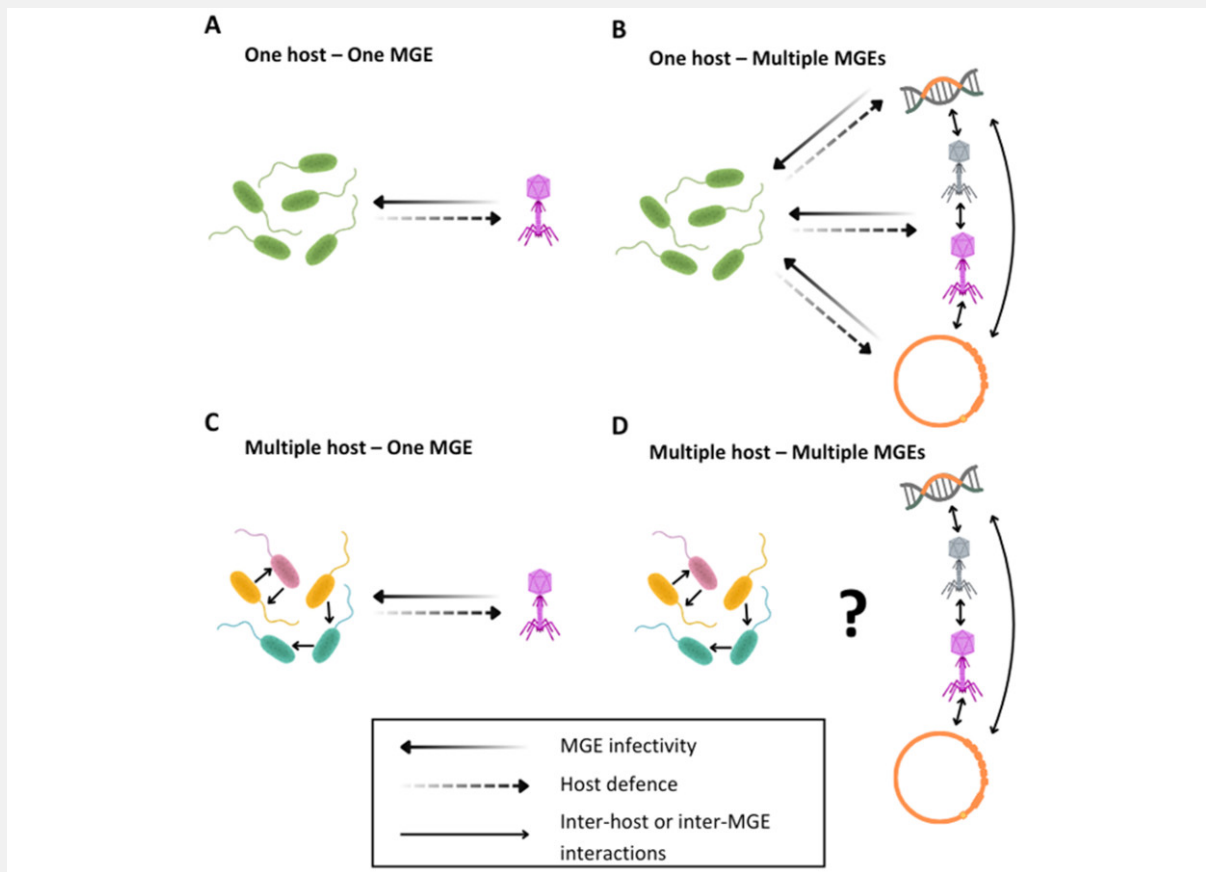 A
One host – One MGE
B
One host – Multiple MGEs
C
Multiple host – One MGE
D
Multiple host – Multiple MGEs
?
MGE infectivity
Host defence
Inter-host or inter-MGE
interactions